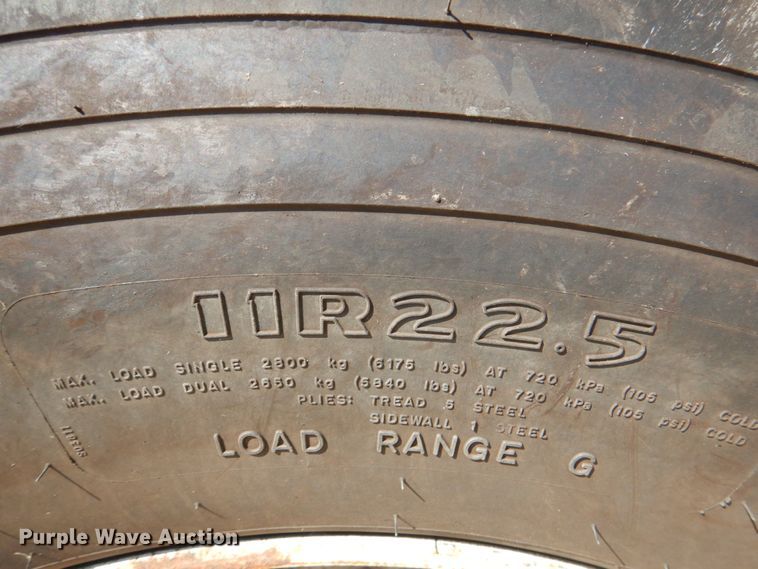 11R22.5
MAX. LOAD SINGLE 2800 kg (6175 lbs) AT 720 kPa (105 psi) COLD
MAX. LOAD DUAL 2650 kg (5840 lbs) AT 720 kPa (105 psi) COLD
PLIES: TREAD 5 STEEL
SIDEWALL 1 STEEL
LOAD RANGE G
Purple Wave Auction